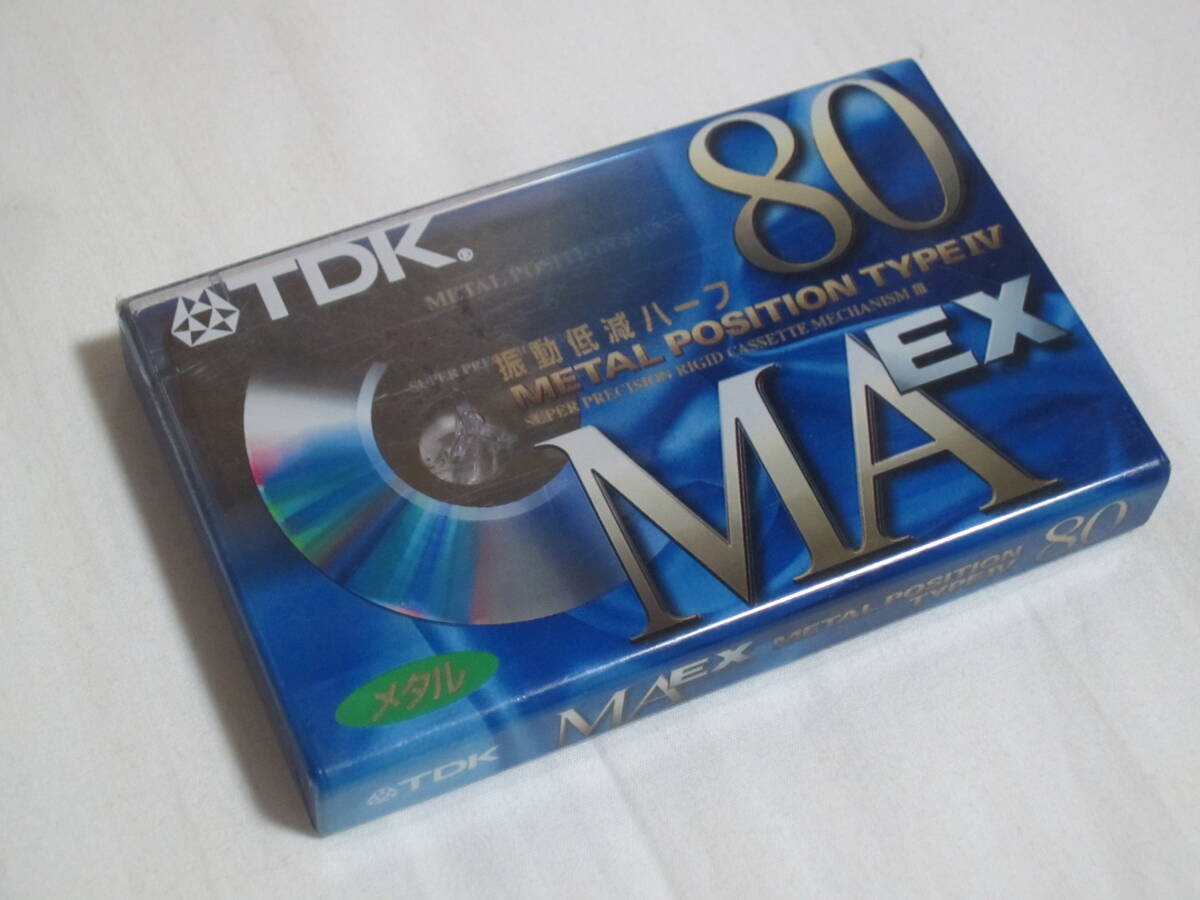 80
TDK®
METAL POSITION
振動低減ハーフ
METAL POSITION TYPE IV
SUPER PRECISION RIGID CASSETTE MECHANISM III
MA EX
メタル
TDK MA EX METAL POSITION TYPE IV 80